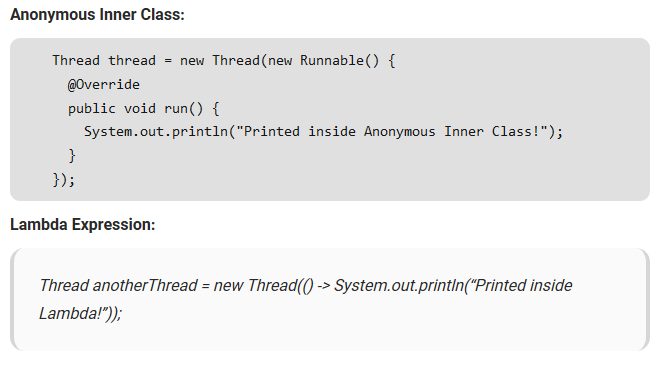 Anonymous Inner Class:
Thread thread = new Thread(new Runnable() {
@Override
public void run() {
System.out.println("Printed inside Anonymous Inner Class!");
}
});
Lambda Expression:
Thread anotherThread = new Thread(() -> System.out.println(“Printed inside
Lambda!”));